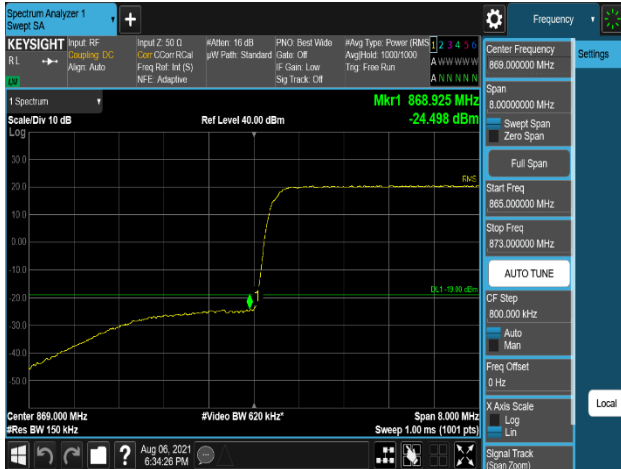 Spectrum Analyzer 1
Swept SA
+
Frequency
KEYSIGHT
RL
Align: Auto
LV
Input: RF
Coupling: DC
Input Z: 50 Ω
Corr CCorr RCal
Freq Ref: Int (S)
NFE: Adaptive
#Atten: 16 dB
µW Path: Standard
PNO: Best Wide
Gate: Off
IF Gain: Low
Sig Track: Off
#Avg Type: Power (RMS
Avg|Hold: 1000/1000
Trig: Free Run
1 2 3 4 5 6
A W W W W W
A N N N N N
1 Spectrum
Scale/Div 10 dB
Log
Ref Level 40.00 dBm
Mkr1 868.925 MHz
-24.498 dBm
30.0
20.0
10.0
0.00
-10.0
-20.0
-30.0
-40.0
-50.0
RMS
DL1 -19.00 dBm
1
Center 869.000 MHz
#Res BW 150 kHz
#Video BW 620 kHz*
Span 8.000 MHz
Sweep 1.00 ms (1001 pts)
?
Aug 06, 2021
6:34:26 PM
Center Frequency
869.000000 MHz
Settings
Span
8.00000000 MHz
Swept Span
Zero Span
Full Span
Start Freq
865.000000 MHz
Stop Freq
873.000000 MHz
AUTO TUNE
CF Step
800.000 kHz
Auto
Man
Freq Offset
0 Hz
X Axis Scale
Log
Lin
Local
Signal Track
(Span Zoom)